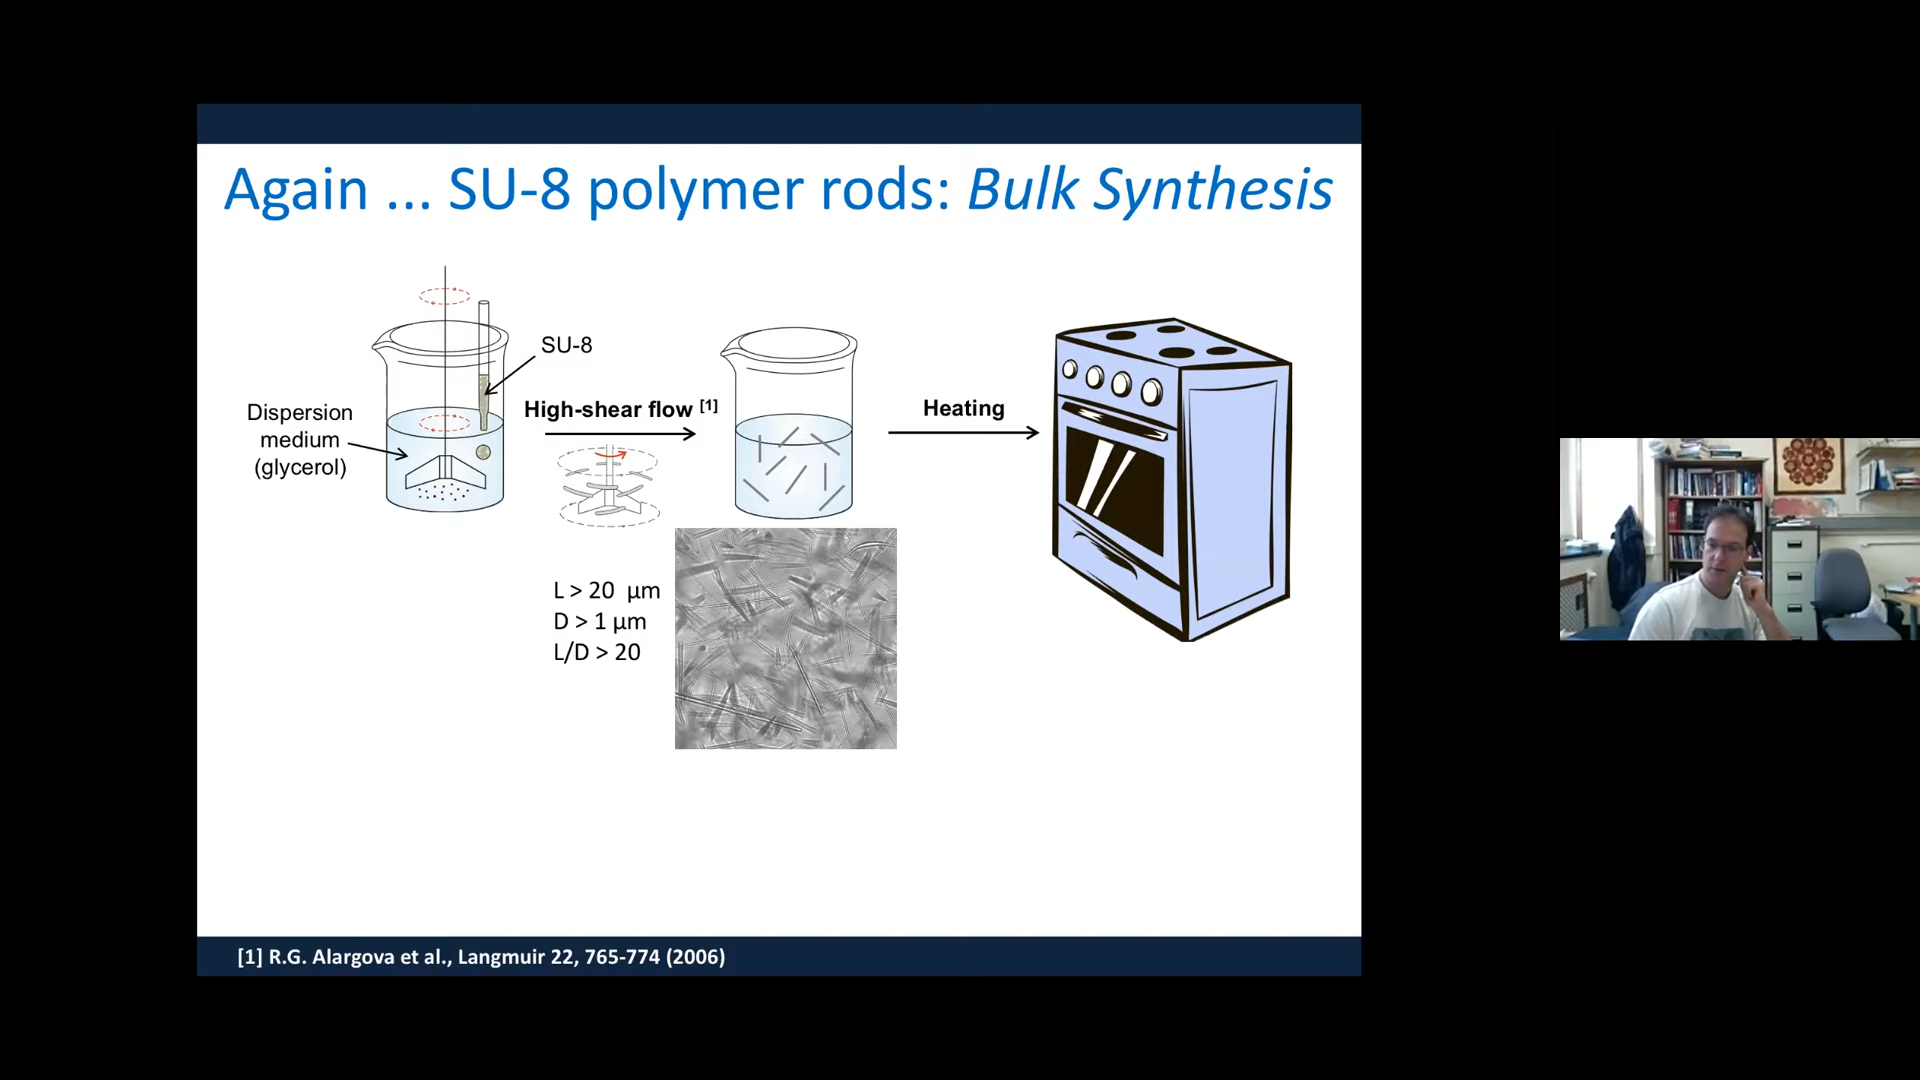 Again ... SU-8 polymer rods: Bulk Synthesis
SU-8
Dispersion
medium
(glycerol)
High-shear flow [1]
Heating
L > 20 μm
D > 1 μm
L/D > 20
[1] R.G. Alargova et al., Langmuir 22, 765-774 (2006)